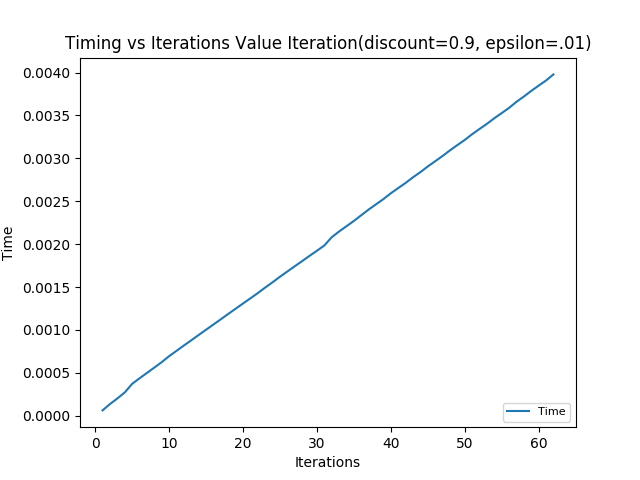 Timing vs Iterations Value Iteration(discount=0.9, epsilon=.01)
0.0040
0.0035
0.0030
0.0025
0.0020
0.0015
0.0010
0.0005
0.0000
Time
Time
0 10 20 30 40 50 60
Iterations